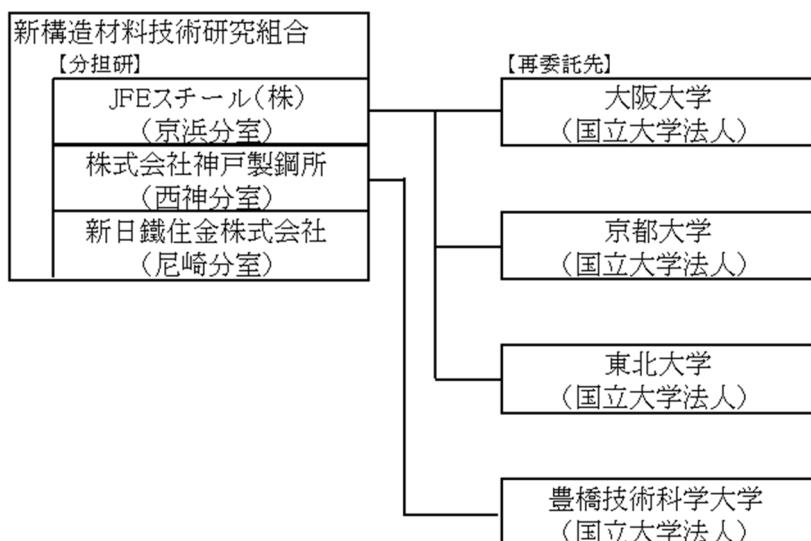 新構造材料技術研究組合
【分担研】
JFEスチール(株)
(京浜分室)
株式会社神戸製鋼所
(西神分室)
新日鐵住金株式会社
(尼崎分室)
【再委託先】
大阪大学
(国立大学法人)
京都大学
(国立大学法人)
東北大学
(国立大学法人)
豊橋技術科学大学
(国立大学法人)